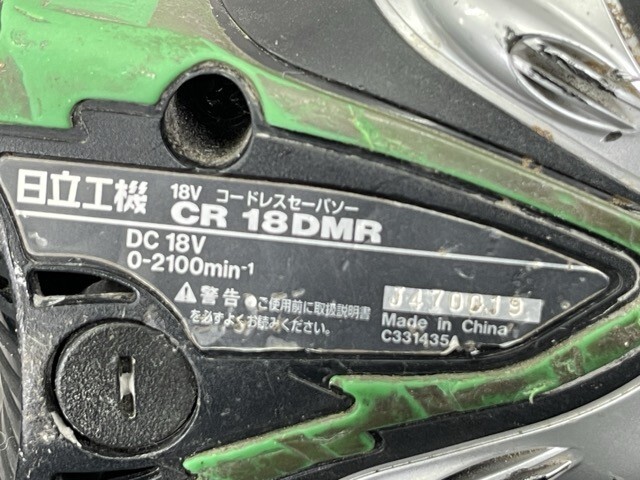 日立工機 18V コードレスセーバソー
CR 18DMR
DC 18V
0-2100min-1
警告 ●ご使用前に取扱説明書
を必ずよくお読みください。
J470619
Made in China
C331435A